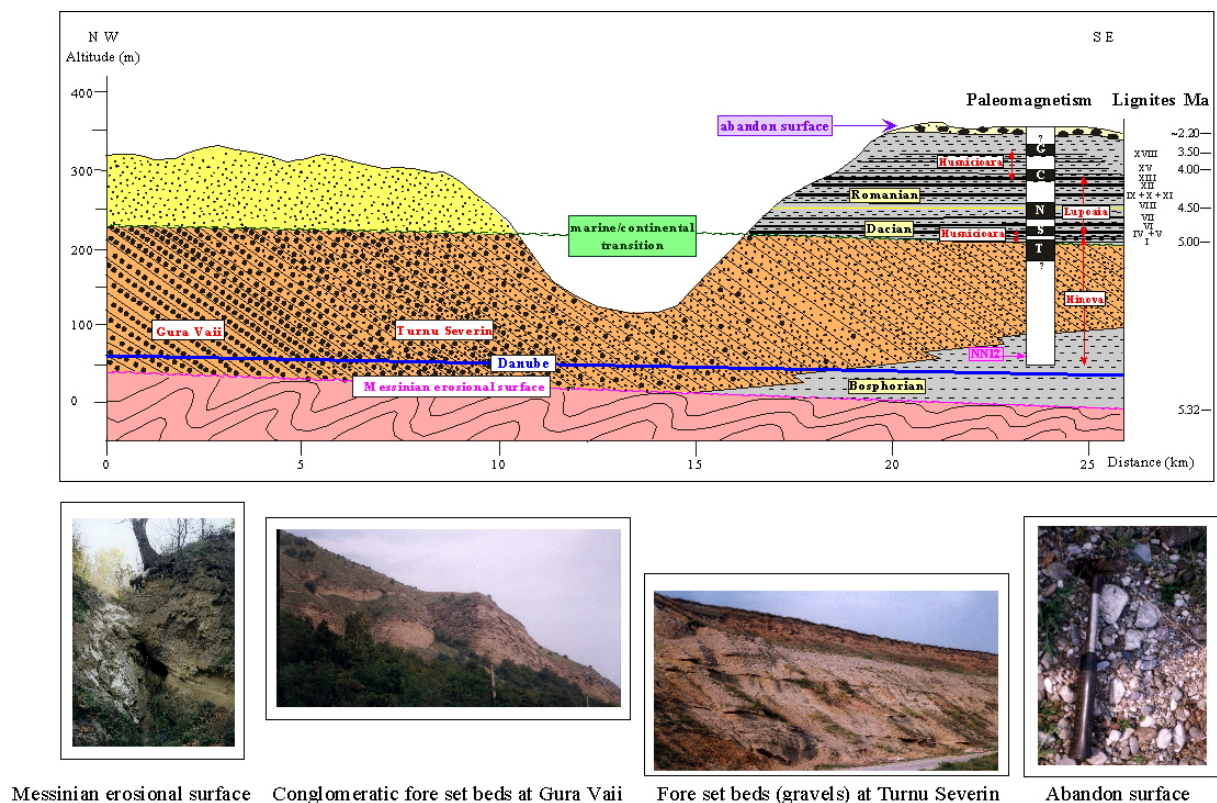 N W
S E
Altitude (m)
400
300
200
100
0
Paleomagnetism
Lignites
Ma
abandon surface
?
G
C
N
S
T
?
Husnicioara
Romanian
Dacian
Husnicioara
Lupoaia
Hinova
XVIII
XV
XIII
XII
IX + X + XI
VIII
VII
VI
IV + V
I
~2.20
3.50
4.00
4.50
5.00
5.32
marine/continental
transition
Gura Vaii
Turnu Severin
Danube
NN12
Messinian erosional surface
Bosphorian
0
5
10
15
20
25
Distance (km)
Messinian erosional surface
Conglomeratic fore set beds at Gura Vaii
Fore set beds (gravels) at Turnu Severin
Abandon surface